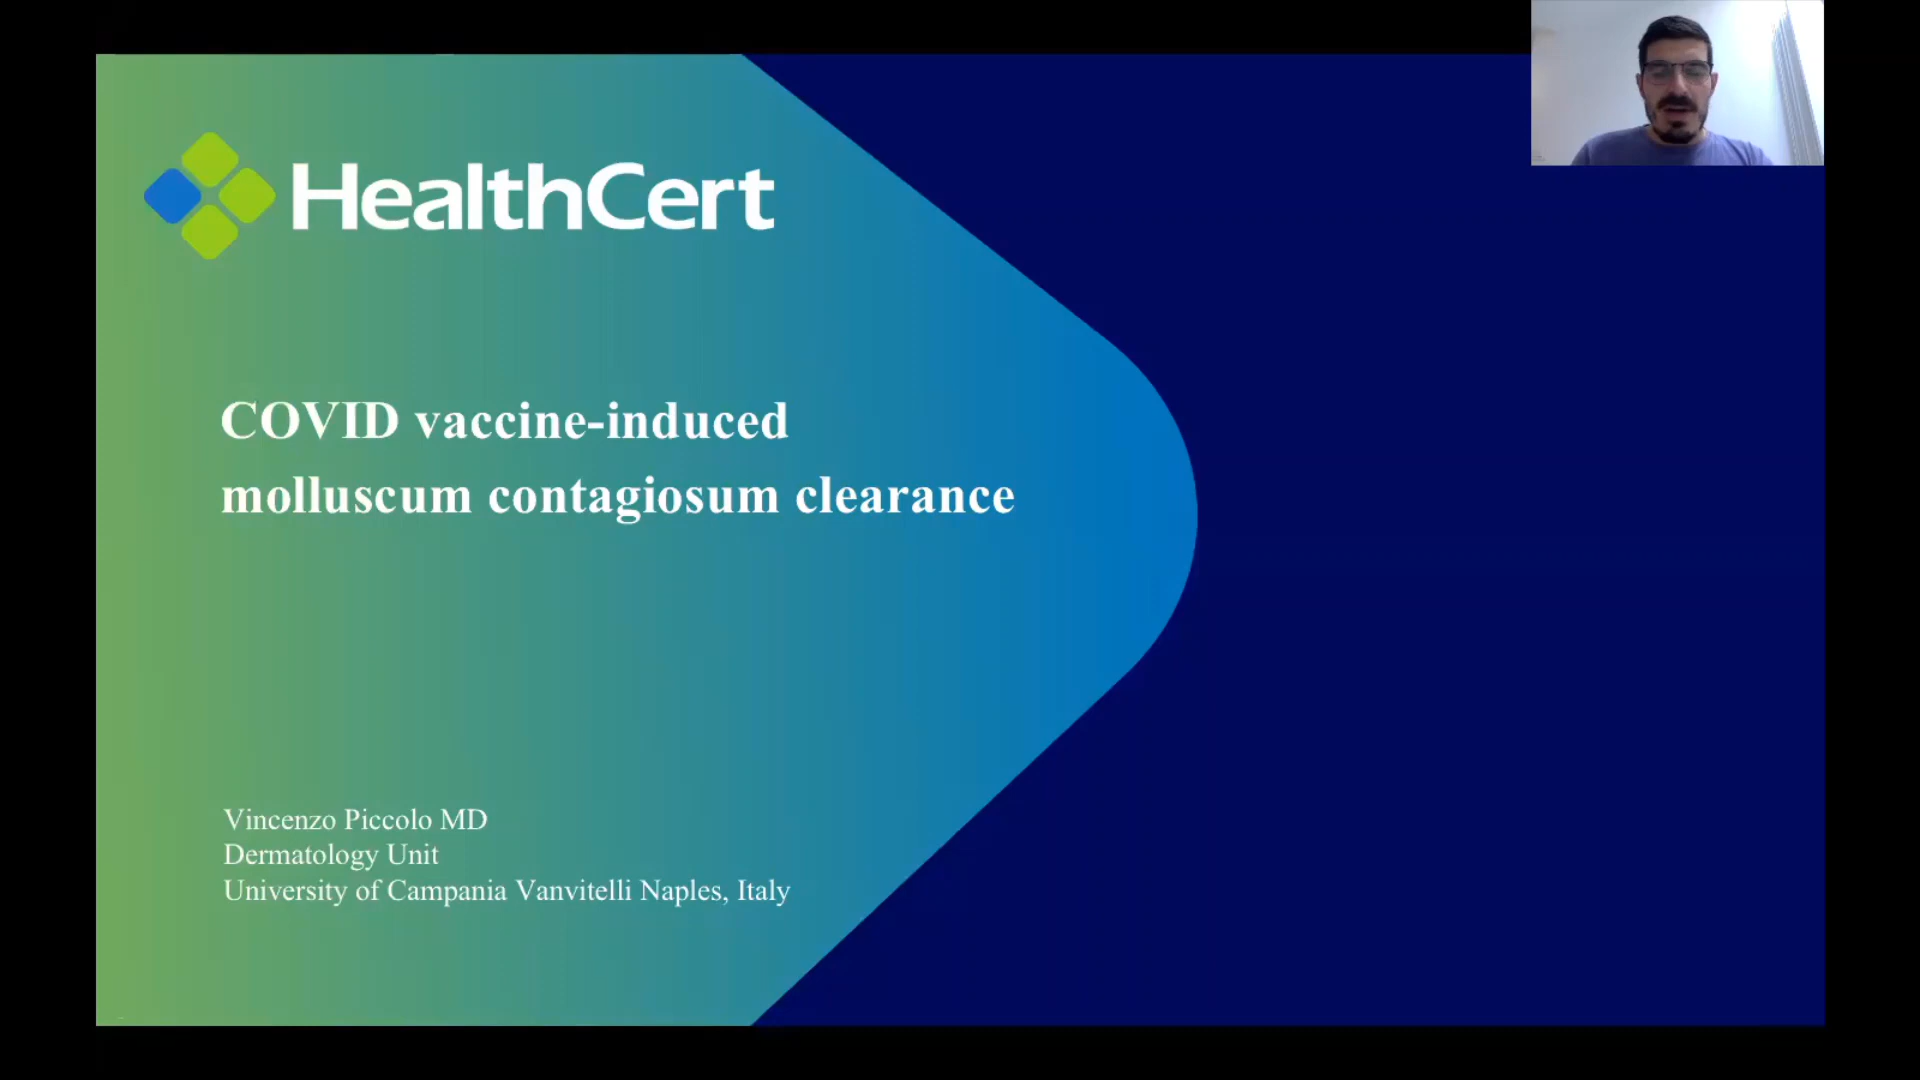 HealthCert
COVID vaccine-induced
molluscum contagiosum clearance
Vincenzo Piccolo MD
Dermatology Unit
University of Campania Vanvitelli Naples, Italy